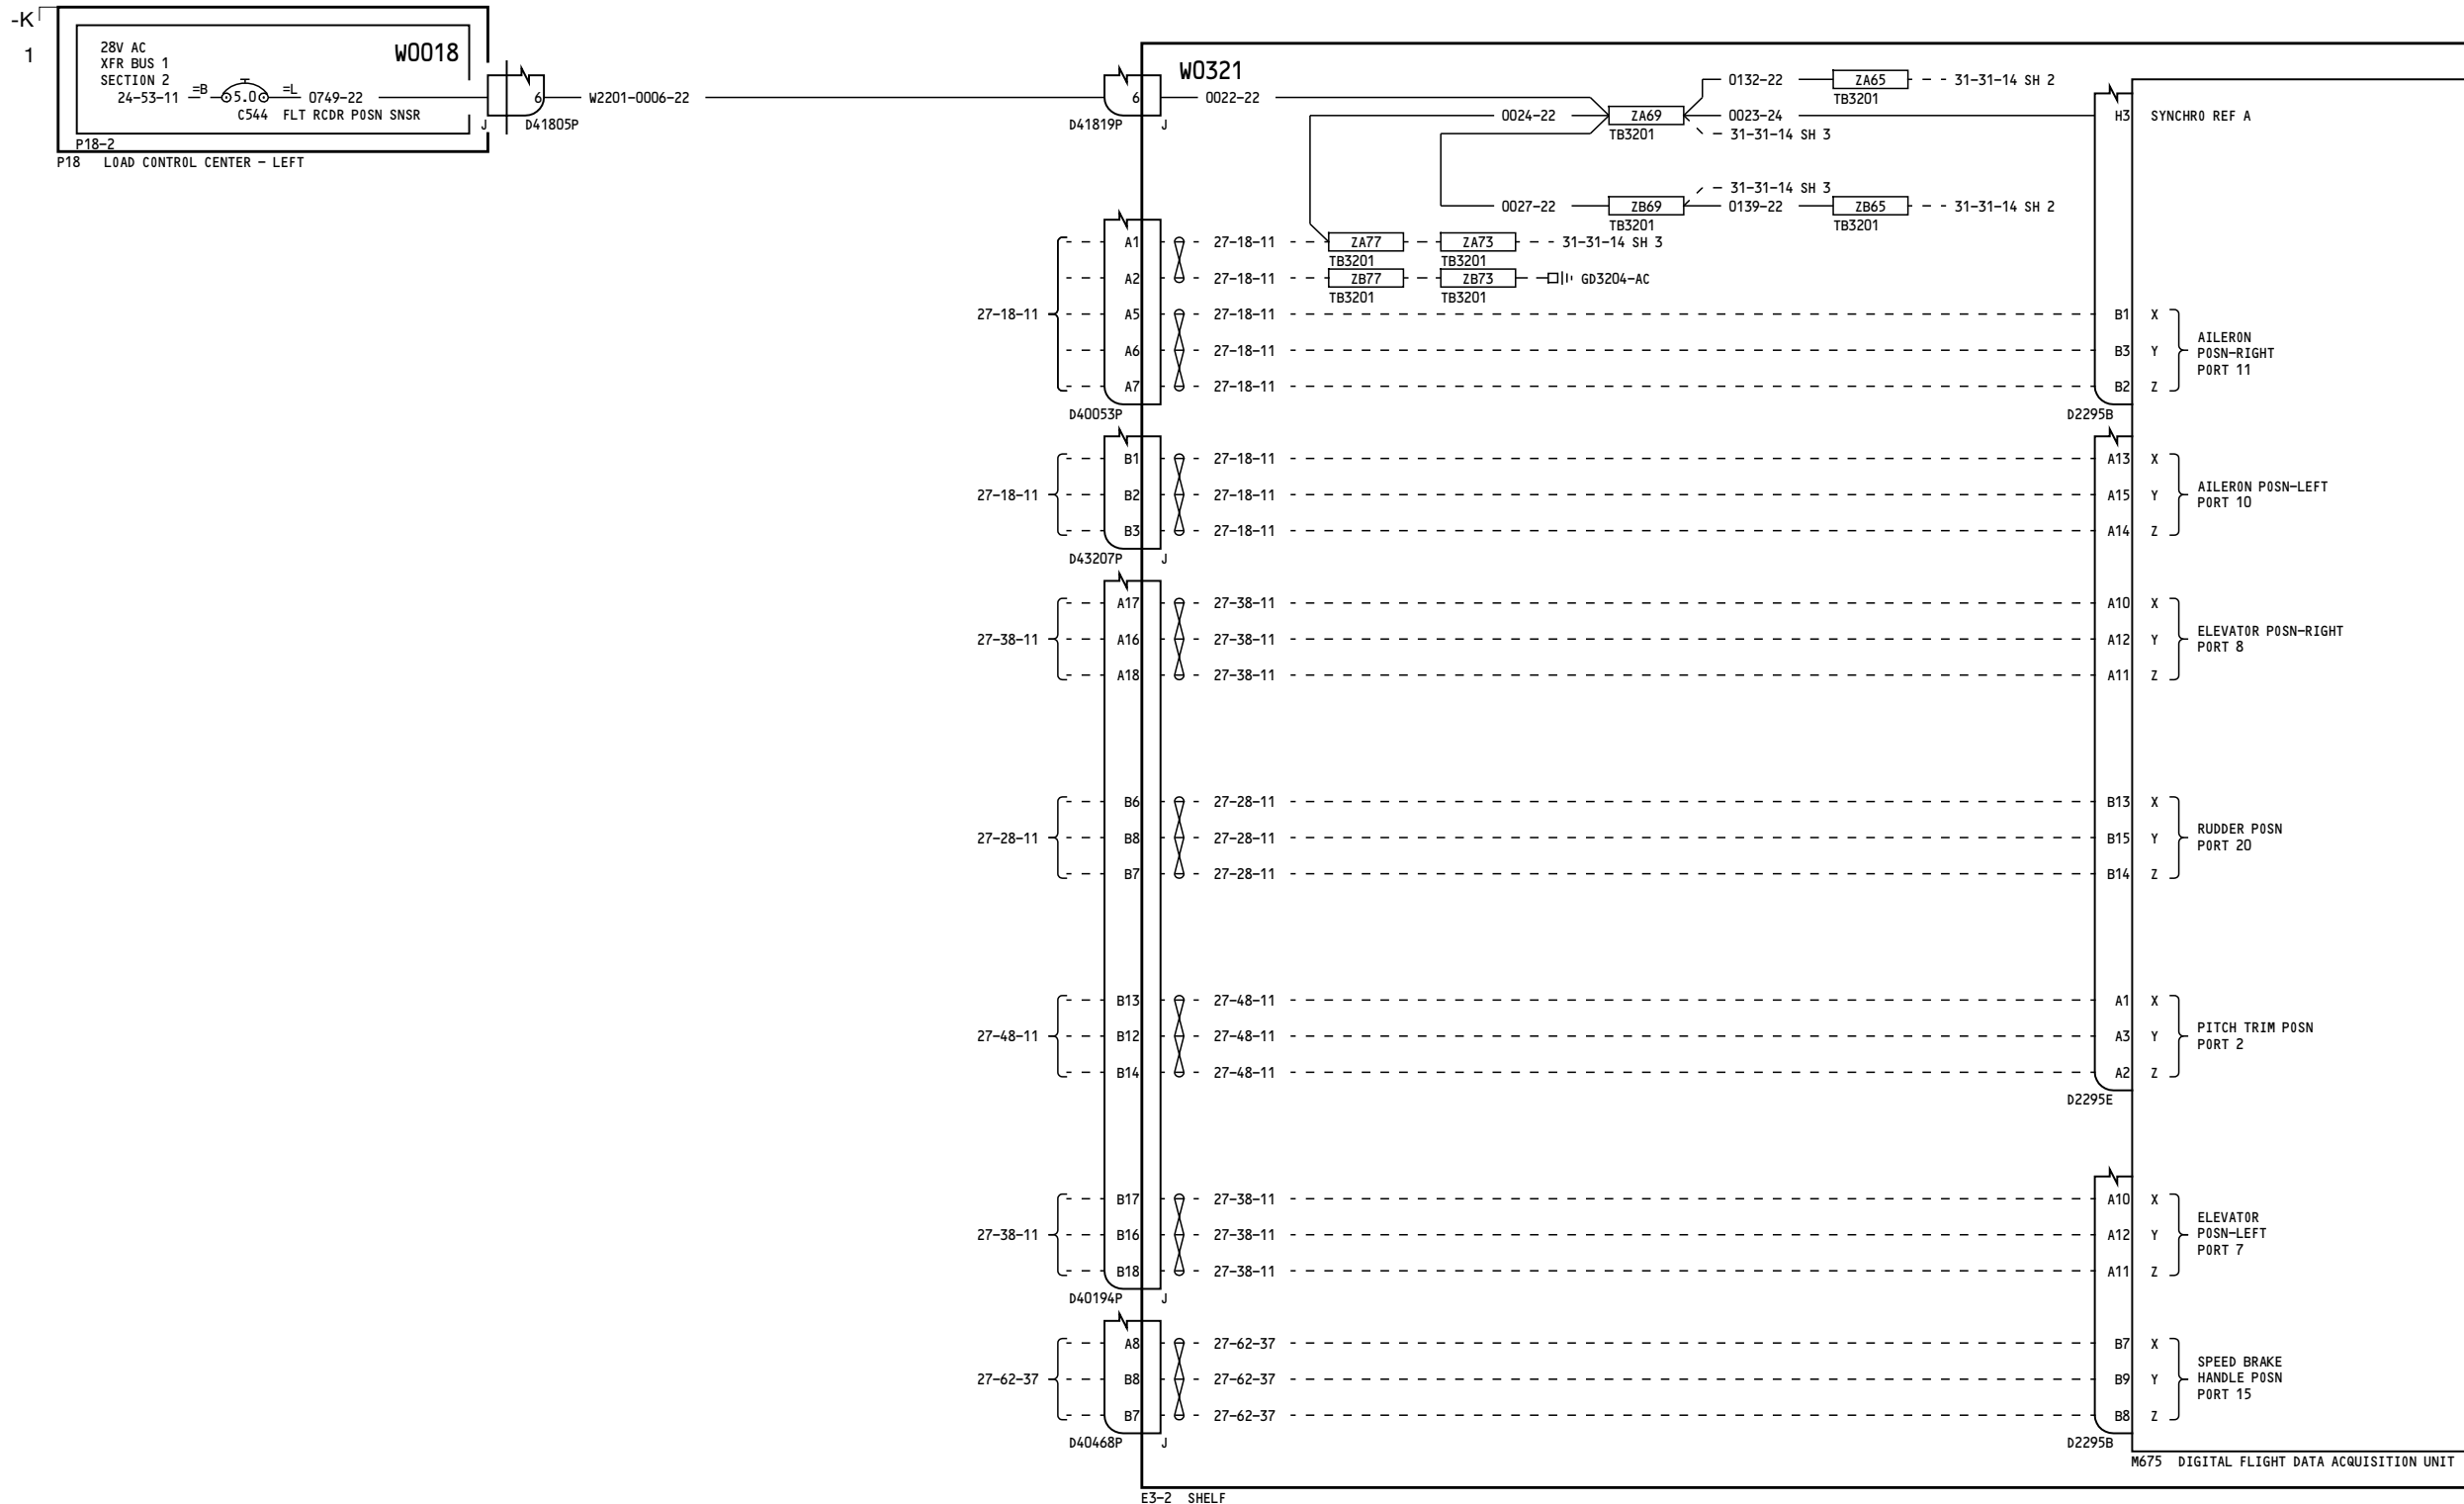 -K
1
28V AC
XFR BUS 1
SECTION 2
24-53-11 =B 5.0 =L 0749-22
C544 FLT RCDR POSN SNSR
W0018
P18-2
P18 LOAD CONTROL CENTER - LEFT
J
6
D41805P
W2201-0006-22
6
D41819P
J
W0321
0022-22
0024-22
ZA69
TB3201
0132-22
ZA65
TB3201
31-31-14 SH 2
0023-24
31-31-14 SH 3
H3 SYNCHRO REF A
31-31-14 SH 3
0027-22
ZB69
TB3201
0139-22
ZB65
TB3201
31-31-14 SH 2
27-18-11
A1 27-18-11 ZA77 ZA73 31-31-14 SH 3
TB3201 TB3201
A2 27-18-11 ZB77 ZB73 GD3204-AC
TB3201 TB3201
A5 27-18-11 B1 X
A6 27-18-11 B3 Y
A7 27-18-11 B2 Z
AILERON
POSN-RIGHT
PORT 11
D40053P
D2295B
27-18-11
B1 27-18-11 A13 X
B2 27-18-11 A15 Y
B3 27-18-11 A14 Z
AILERON POSN-LEFT
PORT 10
D43207P
J
27-38-11
A17 27-38-11 A10 X
A16 27-38-11 A12 Y
A18 27-38-11 A11 Z
ELEVATOR POSN-RIGHT
PORT 8
27-28-11
B6 27-28-11 B13 X
B8 27-28-11 B15 Y
B7 27-28-11 B14 Z
RUDDER POSN
PORT 20
27-48-11
B13 27-48-11 A1 X
B12 27-48-11 A3 Y
B14 27-48-11 A2 Z
PITCH TRIM POSN
PORT 2
D2295E
27-38-11
B17 27-38-11 A10 X
B16 27-38-11 A12 Y
B18 27-38-11 A11 Z
ELEVATOR
POSN-LEFT
PORT 7
D40194P
J
27-62-37
A8 27-62-37 B7 X
B8 27-62-37 B9 Y
B7 27-62-37 B8 Z
SPEED BRAKE
HANDLE POSN
PORT 15
D40468P
J
D2295B
M675 DIGITAL FLIGHT DATA ACQUISITION UNIT
E3-2 SHELF